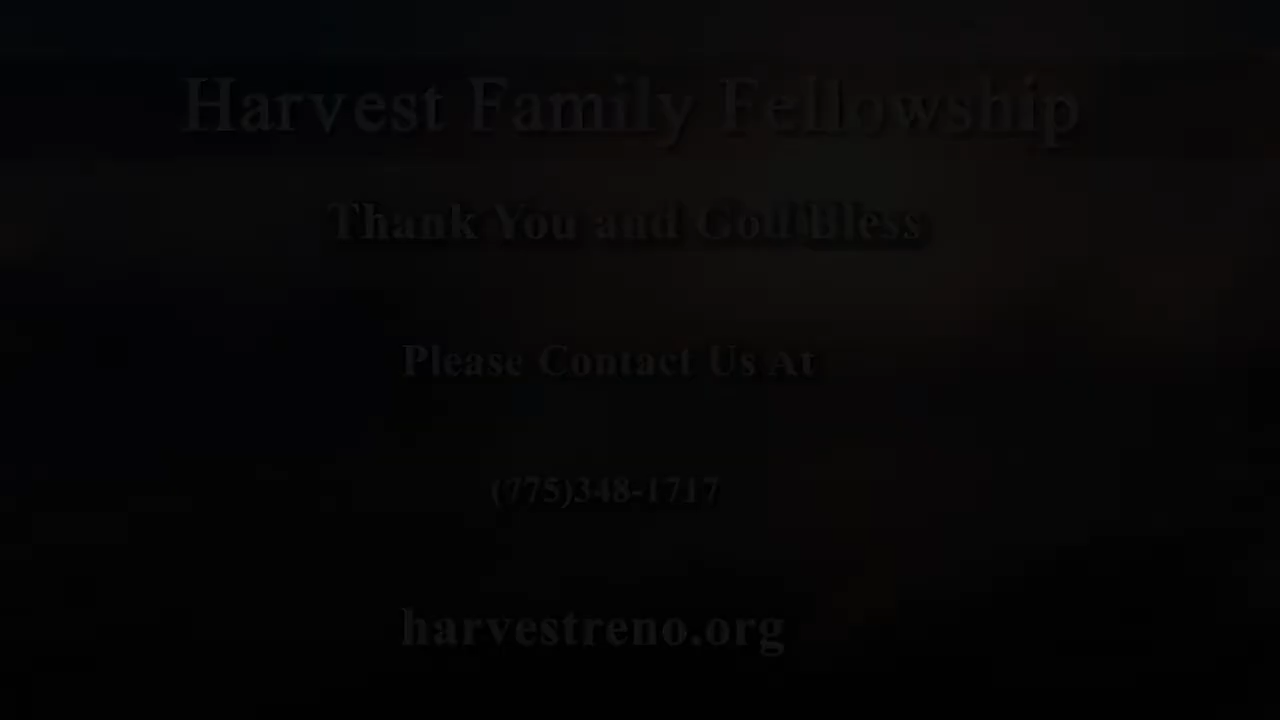 Harvest Family Fellowship
Thank You and God Bless
Please Contact Us At
(775)348-1717
harvestreno.org